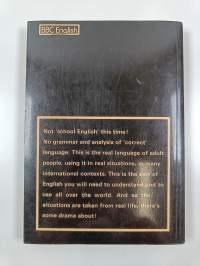 BBC English
Not 'school English' this time!
No grammar and analysis of 'correct'
language. This is the real language of adult
people, using it in real situations, in many
international contexts. This is the kind of
English you will need to understand and to
use all over the world. And as the
situations are taken from real life, there's
some drama about!